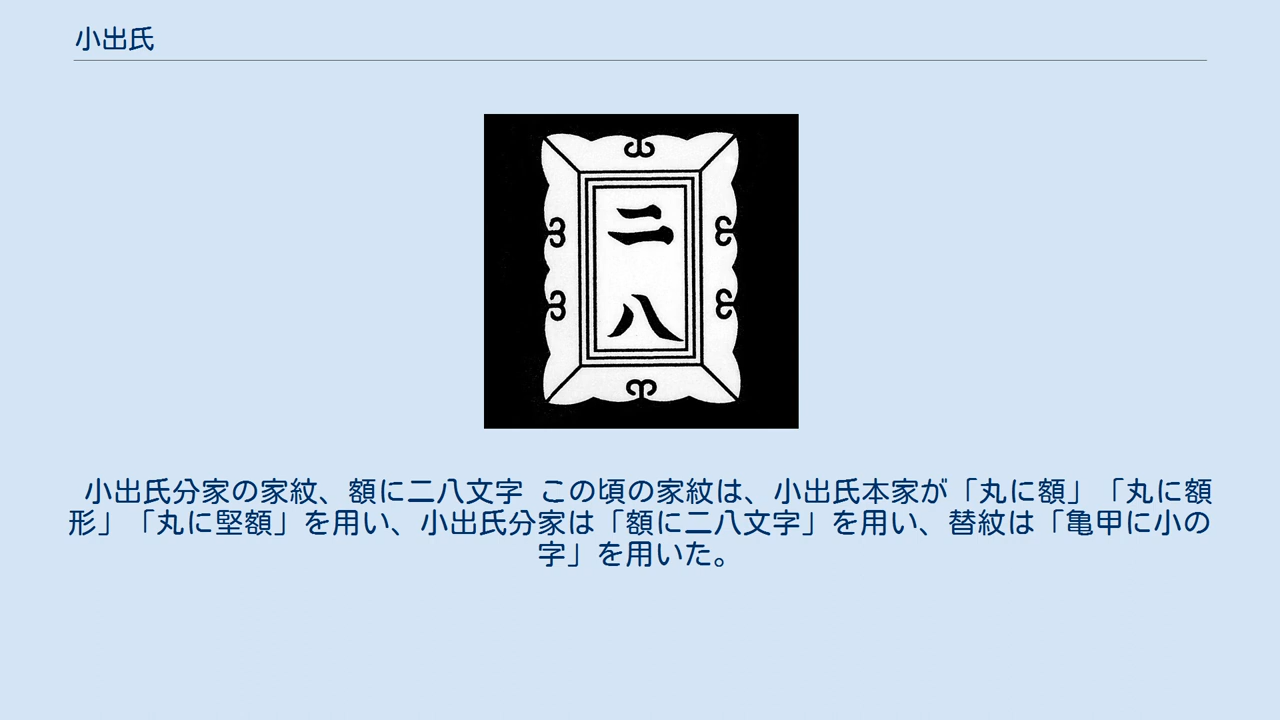 小出氏
二
八
小出氏分家の家紋、額に二八文字 この頃の家紋は、小出氏本家が「丸に額」「丸に額
形」「丸に堅額」を用い、小出氏分家は「額に二八文字」を用い、替紋は「亀甲に小の
字」を用いた。